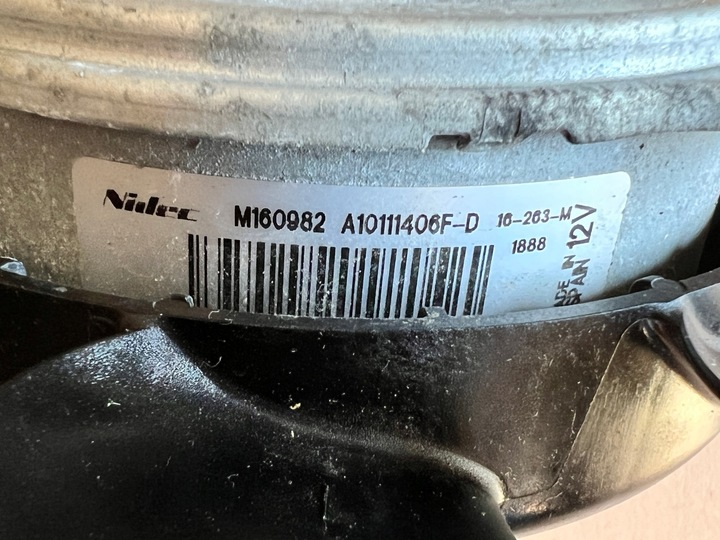 Nidec M160982 A10111406F-D 16-263-M
1888
MADE IN
SPAIN
12V